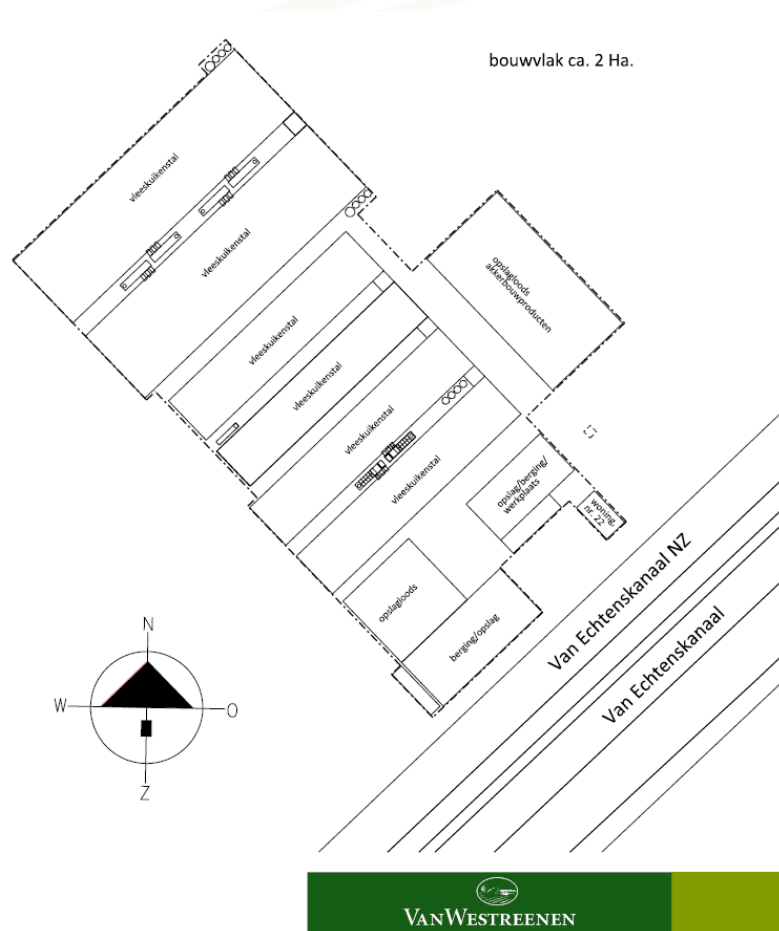 bouwvlak ca. 2 Ha.
vleeskuikenstal
vleeskuikenstal
opslagloods
akkerbouwproducten
vleeskuikenstal
vleeskuikenstal
vleeskuikenstal
vleeskuikenstal
opslag/berging/
werkplaats
woning,
nr. 22
opslagloods
berging/opslag
Van Echtenskanaal NZ
Van Echtenskanaal
N
W
O
Z
VANWESTREENEN